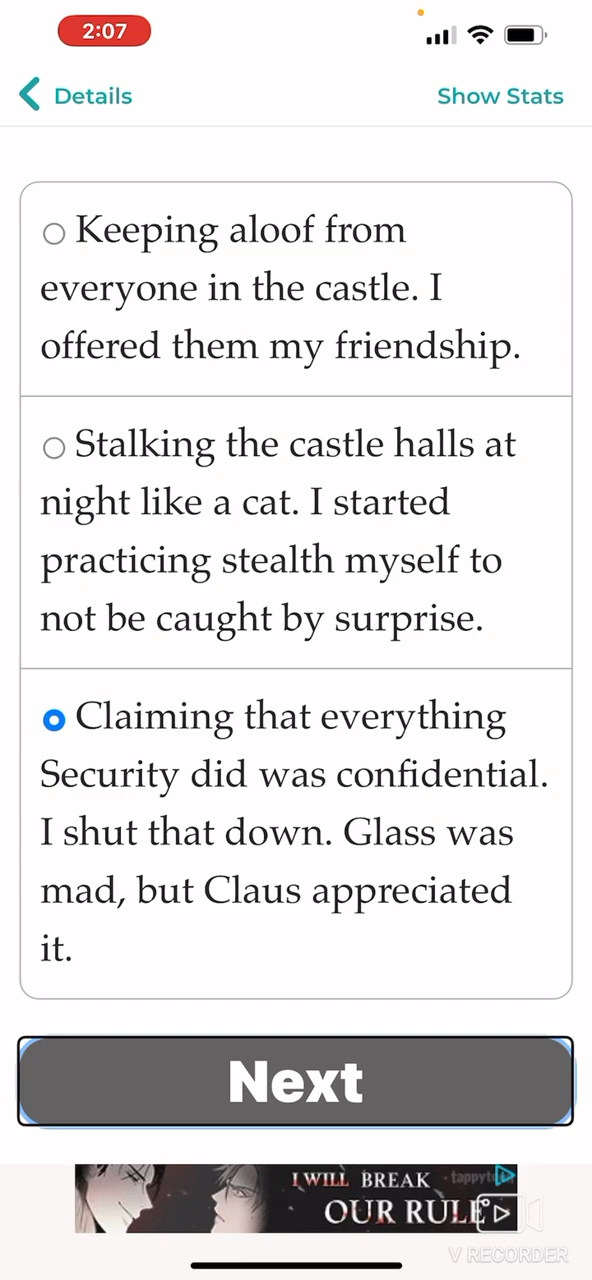 2:07
Details
Show Stats
Keeping aloof from
everyone in the castle. I
offered them my friendship.
Stalking the castle halls at
night like a cat. I started
practicing stealth myself to
not be caught by surprise.
Claiming that everything
Security did was confidential.
I shut that down. Glass was
mad, but Claus appreciated
it.
Next
I WILL BREAK
OUR RULE
V RECORDER